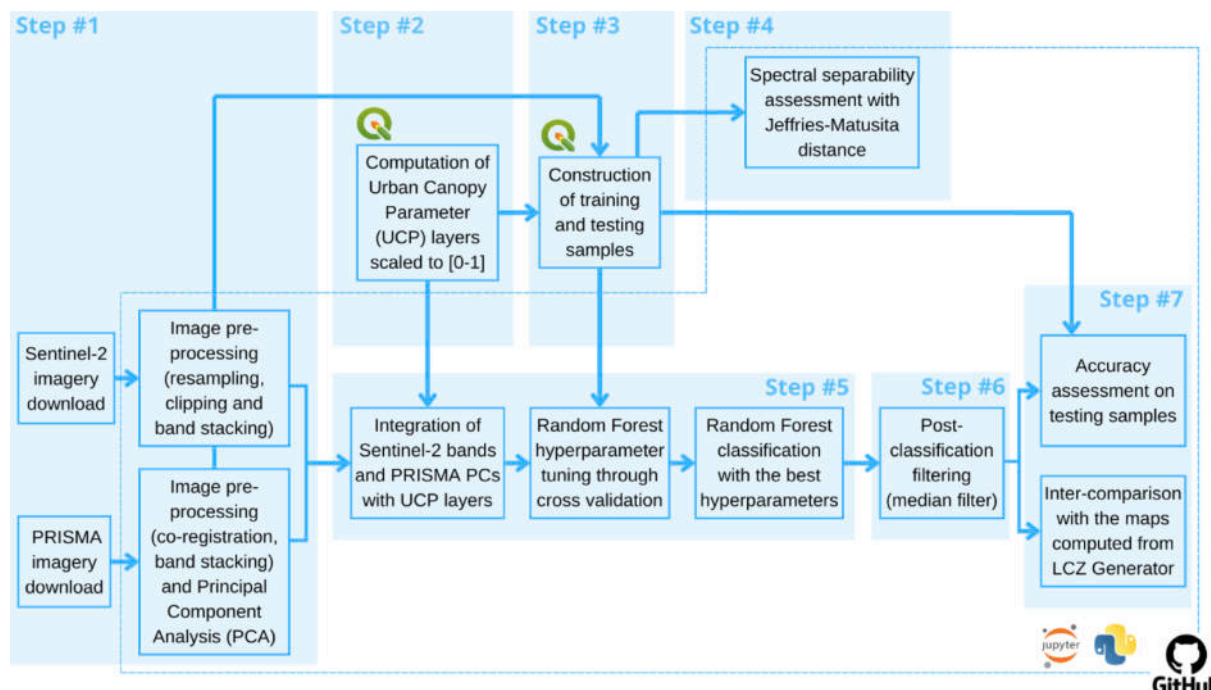 Step #1
Step #2
Step #3
Step #4
Spectral separability
assessment with
Jeffries-Matusita
distance
Computation of
Urban Canopy
Parameter
(UCP) layers
scaled to [0-1]
Construction
of training
and testing
samples
Sentinel-2
imagery
download
Image pre-
processing
(resampling,
clipping and
band stacking)
PRISMA
imagery
download
Image pre-
processing
(co-registration,
band stacking)
and Principal
Component
Analysis (PCA)
Step #5
Integration of
Sentinel-2 bands
and PRISMA PCs
with UCP layers
Random Forest
hyperparameter
tuning through
cross validation
Random Forest
classification
with the best
hyperparameters
Step #6
Post-
classification
filtering
(median filter)
Step #7
Accuracy
assessment on
testing samples
Inter-comparison
with the maps
computed from
LCZ Generator
jupyter
GitHub